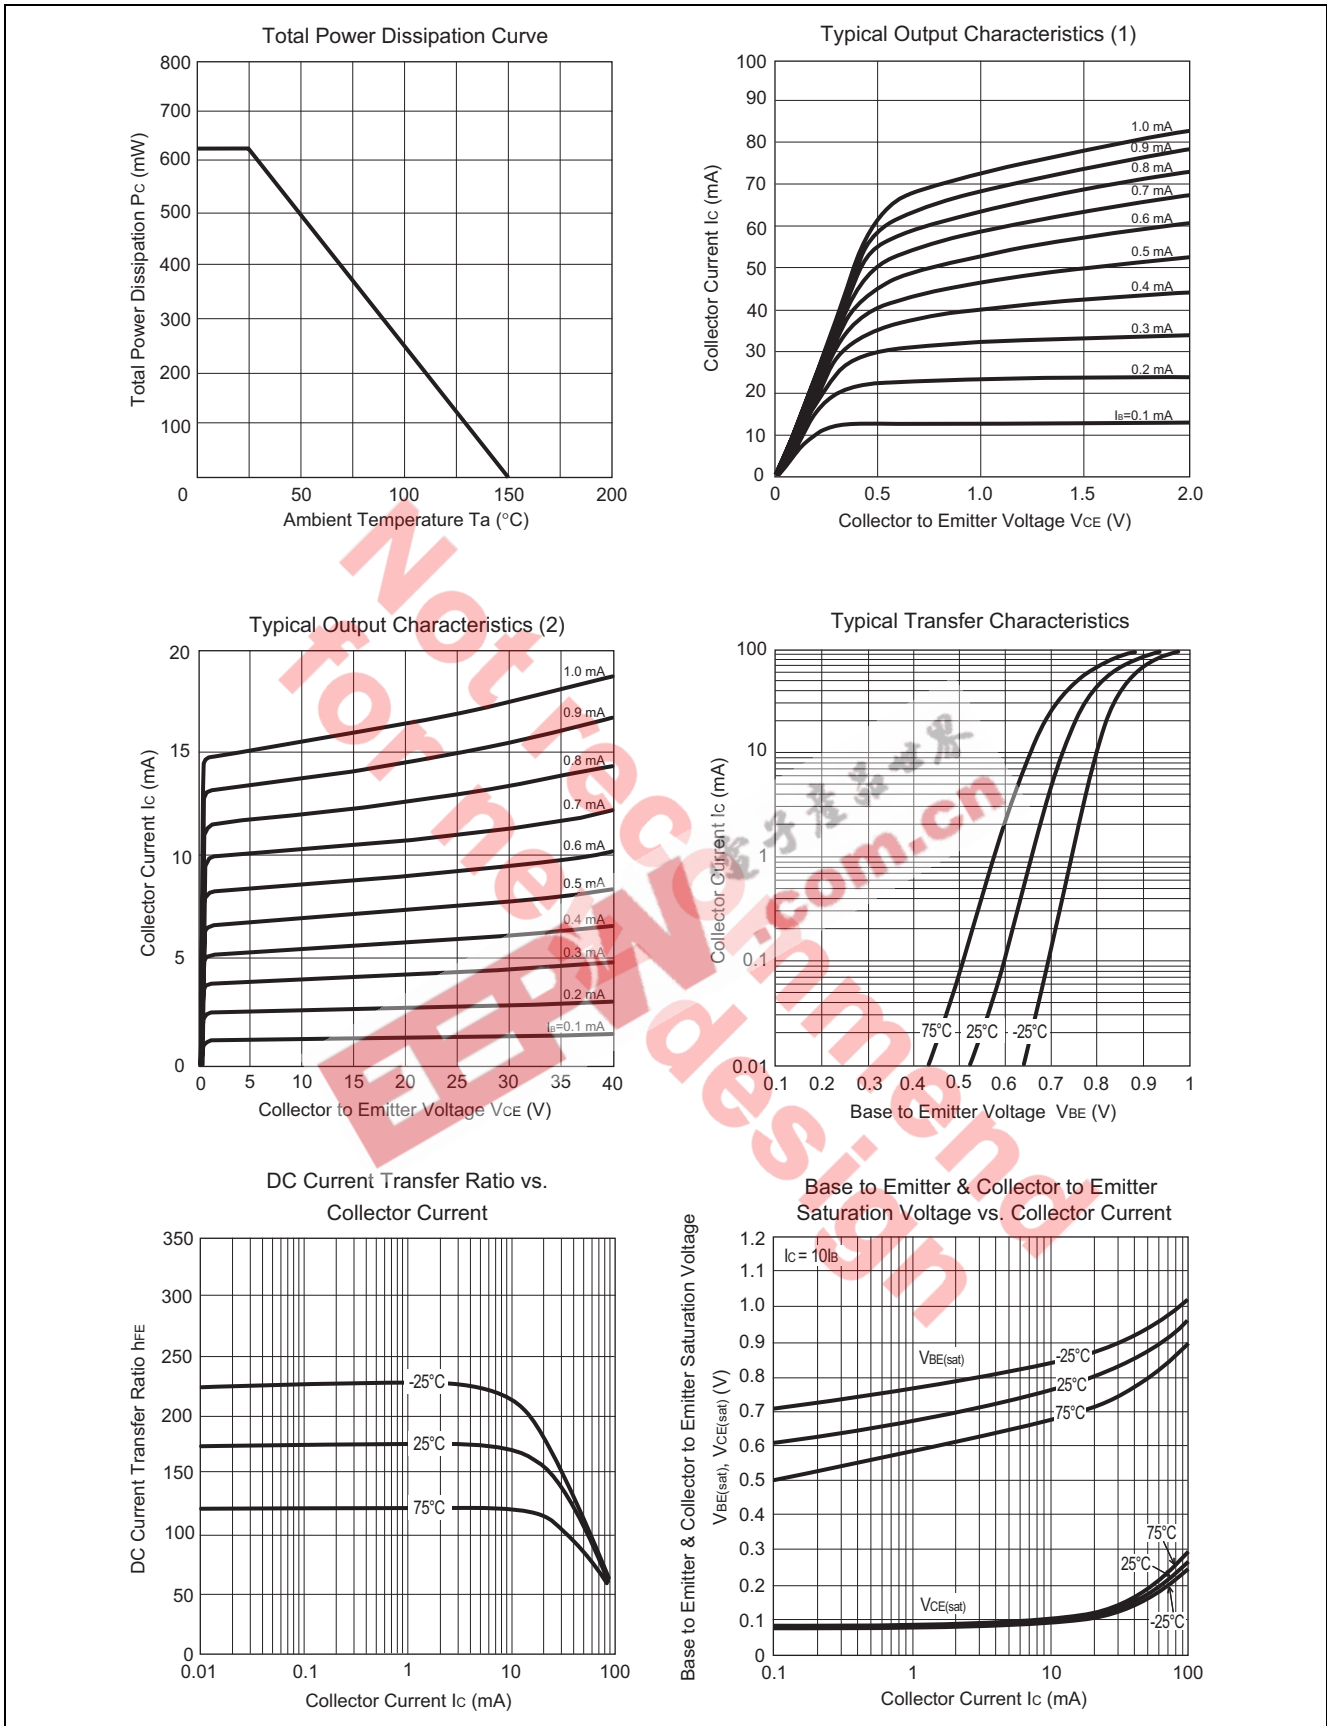 Total Power Dissipation Curve
800
700
600
500
400
300
200
100
0
50
100
150
200
Total Power Dissipation Pc (mW)
Ambient Temperature Ta (°C)
Typical Output Characteristics (1)
100
90
80
70
60
50
40
30
20
10
0
0
0.5
1.0
1.5
2.0
1.0 mA
0.9 mA
0.8 mA
0.7 mA
0.6 mA
0.5 mA
0.4 mA
0.3 mA
0.2 mA
IB=0.1 mA
Collector Current Ic (mA)
Collector to Emitter Voltage VCE (V)
Typical Output Characteristics (2)
20
15
10
5
0
0
5
10
15
20
25
30
35
40
1.0 mA
0.9 mA
0.8 mA
0.7 mA
0.6 mA
0.5 mA
0.4 mA
0.3 mA
0.2 mA
IB=0.1 mA
Collector Current Ic (mA)
Collector to Emitter Voltage VCE (V)
Typical Transfer Characteristics
100
10
1
0.1
0.01
0.1
0.2
0.3
0.4
0.5
0.6
0.7
0.8
0.9
1
75°C
25°C
-25°C
Collector Current Ic (mA)
Base to Emitter Voltage VBE (V)
DC Current Transfer Ratio vs.
Collector Current
350
300
250
200
150
100
50
0
0.01
0.1
1
10
100
-25°C
25°C
75°C
DC Current Transfer Ratio hFE
Collector Current Ic (mA)
Base to Emitter & Collector to Emitter
Saturation Voltage vs. Collector Current
1.2
1.1
1.0
0.9
0.8
0.7
0.6
0.5
0.4
0.3
0.2
0.1
0
0.1
1
10
100
Ic = 10IB
VBE(sat)
-25°C
25°C
75°C
VCE(sat)
75°C
25°C
-25°C
Base to Emitter & Collector to Emitter Saturation Voltage
VBE(sat), VCE(sat) (V)
Collector Current Ic (mA)
Not recommend
for new design
EEPW
.com.cn
電子產品世界